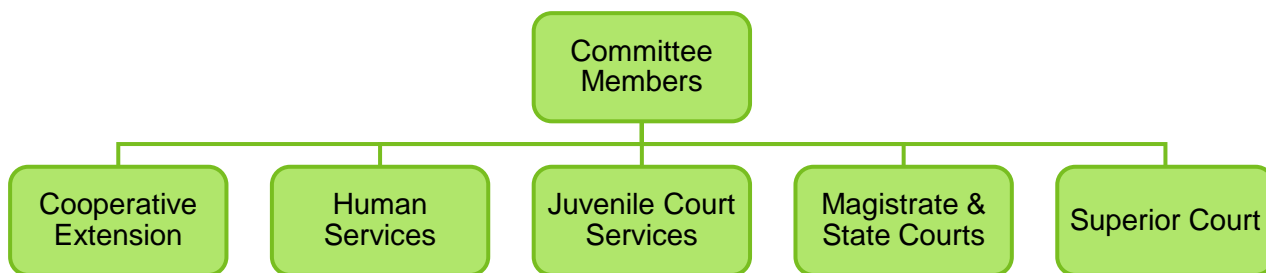 Committee
Members
Cooperative
Extension
Human
Services
Juvenile Court
Services
Magistrate &
State Courts
Superior Court